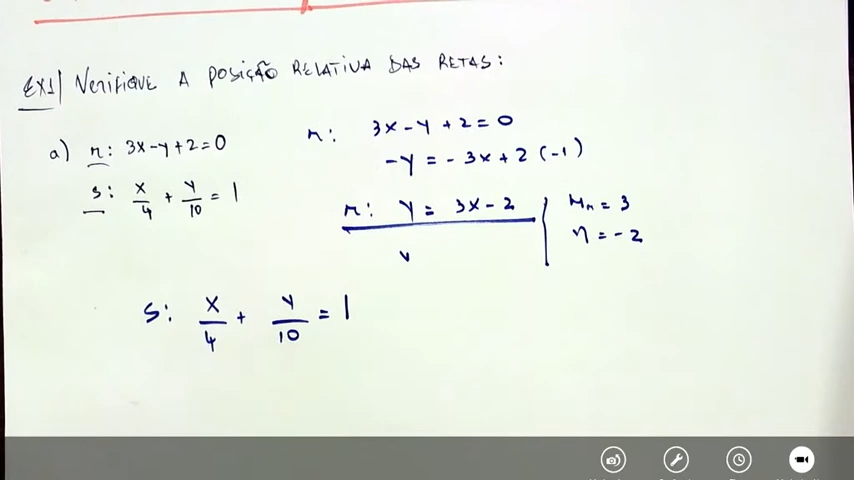 EX1| VERIFIQUE A POSIÇÃO RELATIVA DAS RETAS:
a) r: 3x-y+2=0
s: x/4 + y/10 = 1
r: 3x-y+2=0
-y = -3x+2 (-1)
r: y = 3x-2
Mr = 3
n = -2
s: x/4 + y/10 = 1